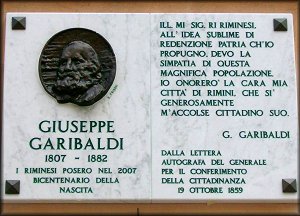 GIUSEPPE
GARIBALDI
1807 - 1882
I RIMINESI POSERO NEL 2007
BICENTENARIO DELLA
NASCITA
ILL. MI SIG. RI RIMINESI,
ALL'IDEA SUBLIME DI
REDENZIONE PATRIA CH'IO
PROPUGNO, DEVO LA
SIMPATIA DI QUESTA
MAGNIFICA POPOLAZIONE.
IO ONORERO' LA CARA MIA
CITTA' DI RIMINI, CHE SI'
GENEROSAMENTE
M'ACCOLSE CITTADINO SUO.
G. GARIBALDI
DALLA LETTERA
AUTOGRAFA DEL GENERALE
PER IL CONFERIMENTO
DELLA CITTADINANZA
19 OTTOBRE 1859